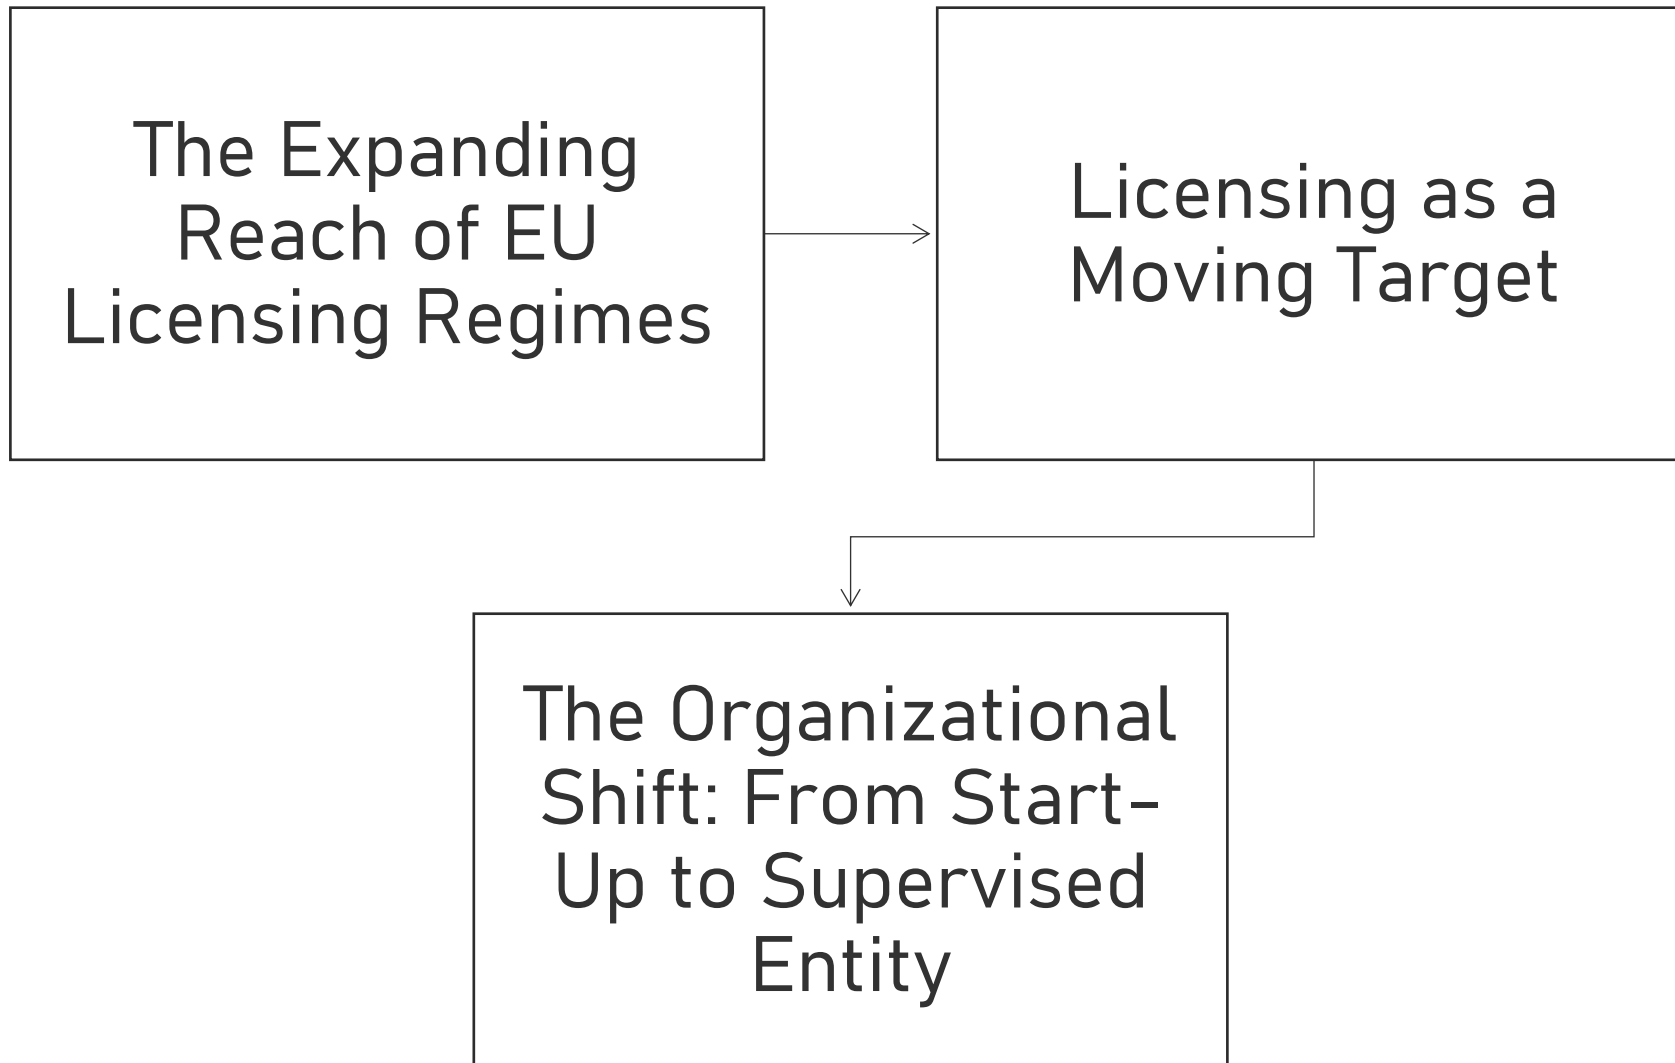 The Expanding
Reach of EU
Licensing Regimes
Licensing as a
Moving Target
The Organizational
Shift: From Start-
Up to Supervised
Entity